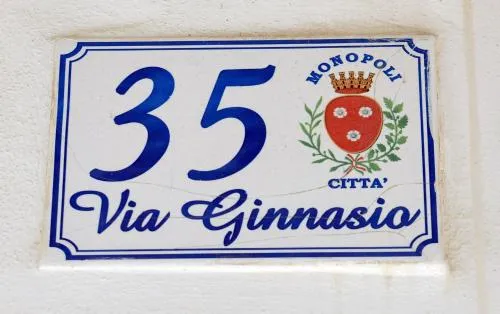 35
MONOPOLI
CITTA'
Via Ginnasio